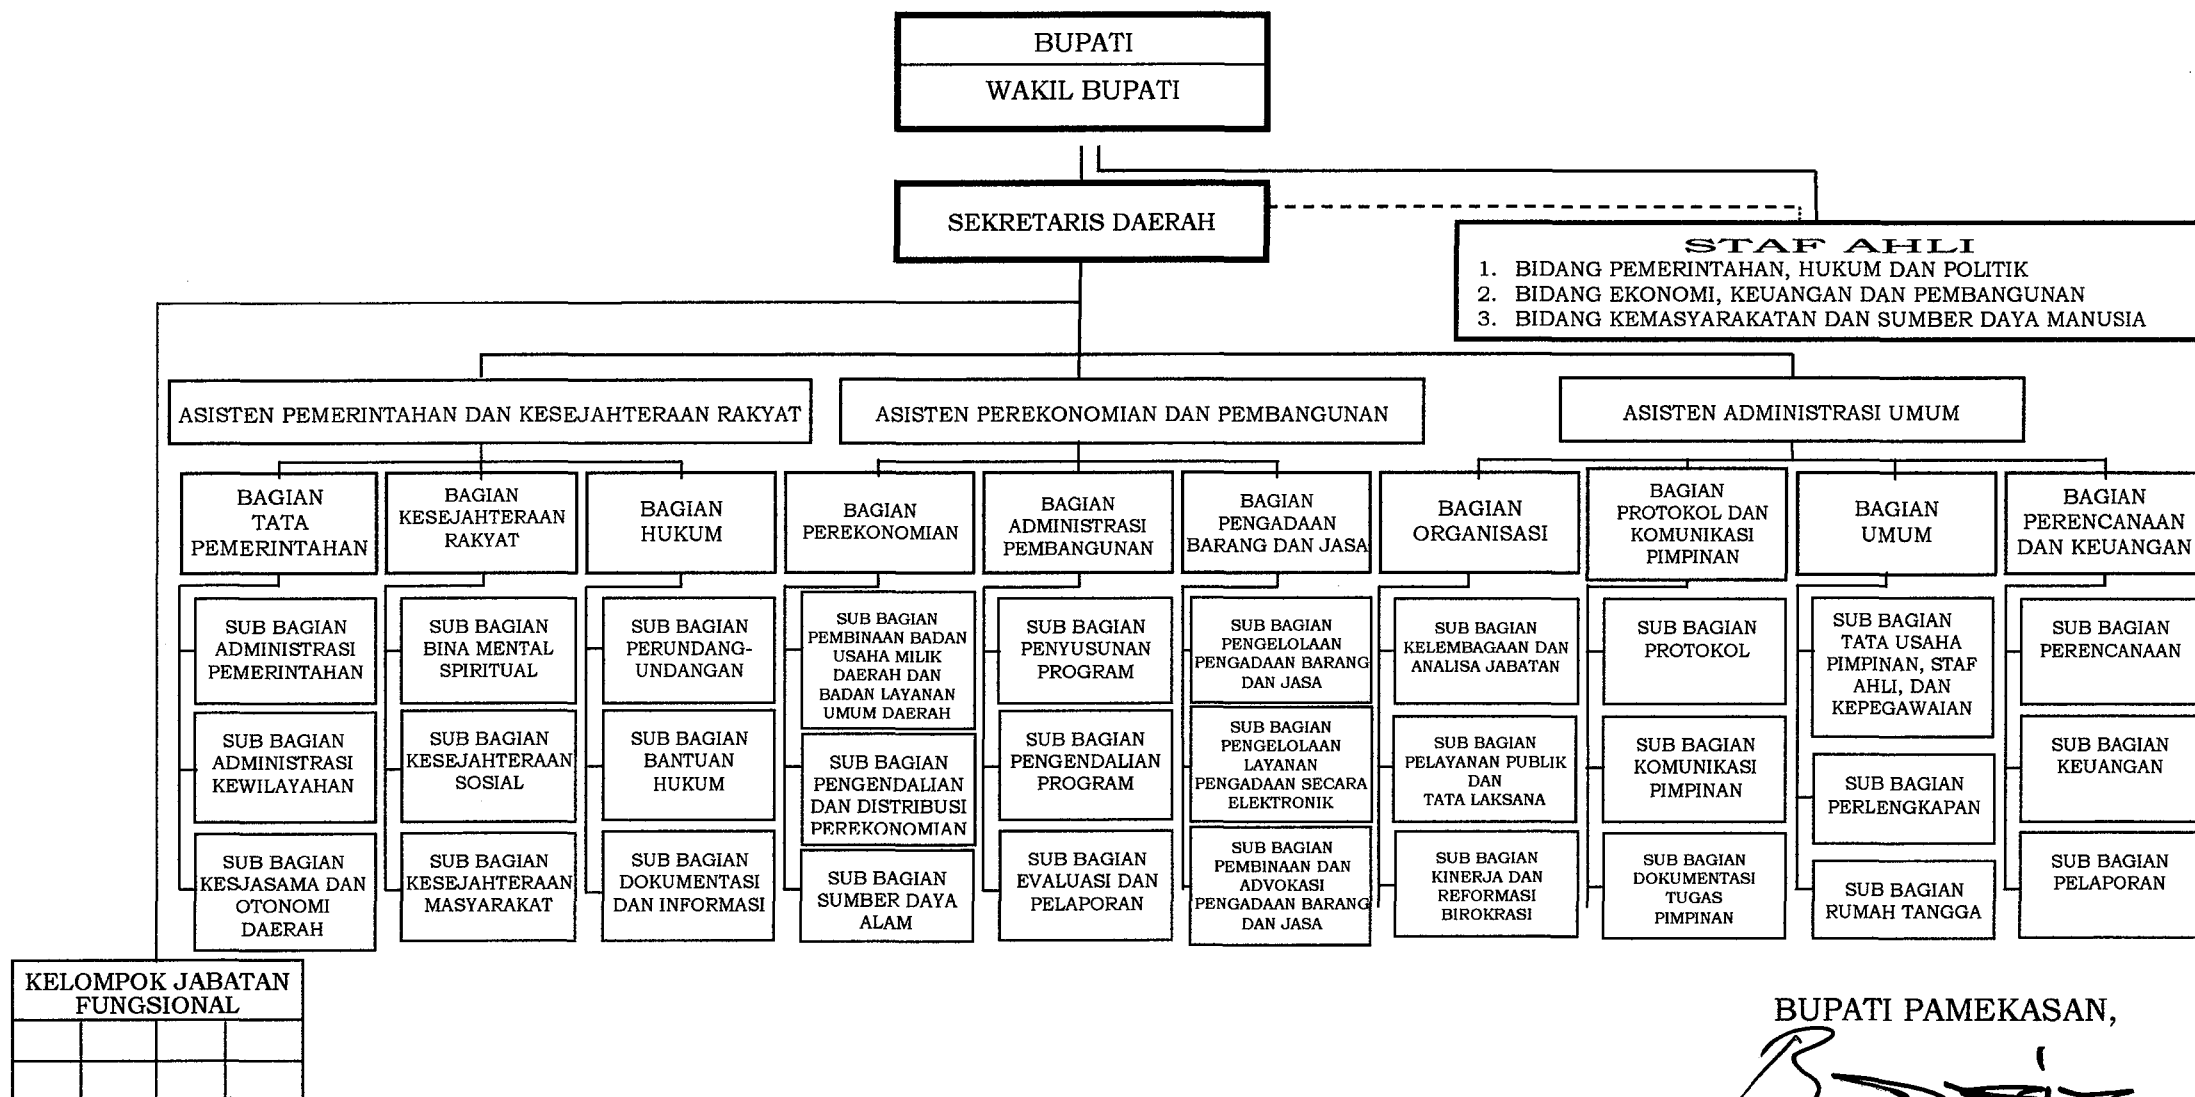 BUPATI
WAKIL BUPATI
SEKRETARIS DAERAH
STAF AHLI
1. BIDANG PEMERINTAHAN, HUKUM DAN POLITIK
2. BIDANG EKONOMI, KEUANGAN DAN PEMBANGUNAN
3. BIDANG KEMASYARAKATAN DAN SUMBER DAYA MANUSIA
ASISTEN PEMERINTAHAN DAN KESEJAHTERAAN RAKYAT
ASISTEN PEREKONOMIAN DAN PEMBANGUNAN
ASISTEN ADMINISTRASI UMUM
BAGIAN
TATA
PEMERINTAHAN
BAGIAN
KESEJAHTERAAN
RAKYAT
BAGIAN
HUKUM
BAGIAN
PEREKONOMIAN
BAGIAN
ADMINISTRASI
PEMBANGUNAN
BAGIAN
PENGADAAN
BARANG DAN JASA
BAGIAN
ORGANISASI
BAGIAN
PROTOKOL DAN
KOMUNIKASI
PIMPINAN
BAGIAN
UMUM
BAGIAN
PERENCANAAN
DAN KEUANGAN
SUB BAGIAN
ADMINISTRASI
PEMERINTAHAN
SUB BAGIAN
BINA MENTAL
SPIRITUAL
SUB BAGIAN
PERUNDANG-
UNDANGAN
SUB BAGIAN
PEMBINAAN BADAN
USAHA MILIK
DAERAH DAN
BADAN LAYANAN
UMUM DAERAH
SUB BAGIAN
PENYUSUNAN
PROGRAM
SUB BAGIAN
PENGELOLAAN
PENGADAAN BARANG
DAN JASA
SUB BAGIAN
KELEMBAGAAN DAN
ANALISA JABATAN
SUB BAGIAN
PROTOKOL
SUB BAGIAN
TATA USAHA
PIMPINAN, STAF
AHLI, DAN
KEPEGAWAIAN
SUB BAGIAN
PERENCANAAN
SUB BAGIAN
ADMINISTRASI
KEWILAYAHAN
SUB BAGIAN
KESEJAHTERAAN
SOSIAL
SUB BAGIAN
BANTUAN
HUKUM
SUB BAGIAN
PENGENDALIAN
DAN DISTRIBUSI
PEREKONOMIAN
SUB BAGIAN
PENGENDALIAN
PROGRAM
SUB BAGIAN
PENGELOLAAN
LAYANAN
PENGADAAN SECARA
ELEKTRONIK
SUB BAGIAN
PELAYANAN PUBLIK
DAN
TATA LAKSANA
SUB BAGIAN
KOMUNIKASI
PIMPINAN
SUB BAGIAN
PERLENGKAPAN
SUB BAGIAN
KEUANGAN
SUB BAGIAN
KESJASAMA DAN
OTONOMI
DAERAH
SUB BAGIAN
KESEJAHTERAAN
MASYARAKAT
SUB BAGIAN
DOKUMENTASI
DAN INFORMASI
SUB BAGIAN
SUMBER DAYA
ALAM
SUB BAGIAN
EVALUASI DAN
PELAPORAN
SUB BAGIAN
PEMBINAAN DAN
ADVOKASI
PENGADAAN BARANG
DAN JASA
SUB BAGIAN
KINERJA DAN
REFORMASI
BIROKRASI
SUB BAGIAN
DOKUMENTASI
TUGAS
PIMPINAN
SUB BAGIAN
RUMAH TANGGA
SUB BAGIAN
PELAPORAN
KELOMPOK JABATAN
FUNGSIONAL
BUPATI PAMEKASAN,